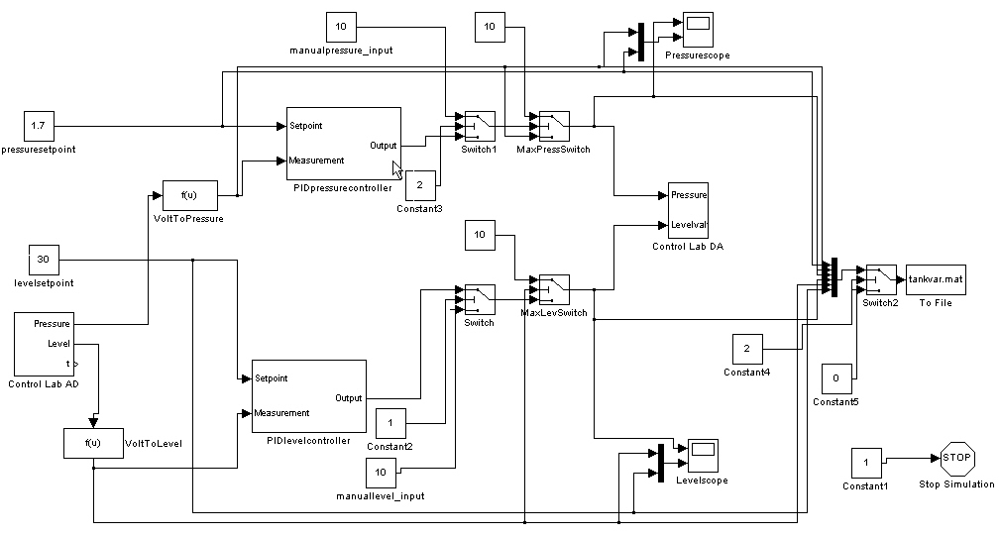 10
manualpressure_input
10
Pressurescope
1.7
pressuresetpoint
Setpoint
Measurement
Output
PIDpressurecontroller
Switch1
MaxPressSwitch
2
Constant3
f(u)
VoltToPressure
Pressure
Levelval
Control Lab DA
30
levelsetpoint
10
tankvar.mat
To File
Switch2
Pressure
Level
t
Control Lab AD
Switch
MaxLevSwitch
2
Constant4
0
Constant5
Setpoint
Measurement
Output
PIDlevelcontroller
1
Constant2
f(u)
VoltToLevel
10
manuallevel_input
Levelscope
1
Constant1
STOP
Stop Simulation